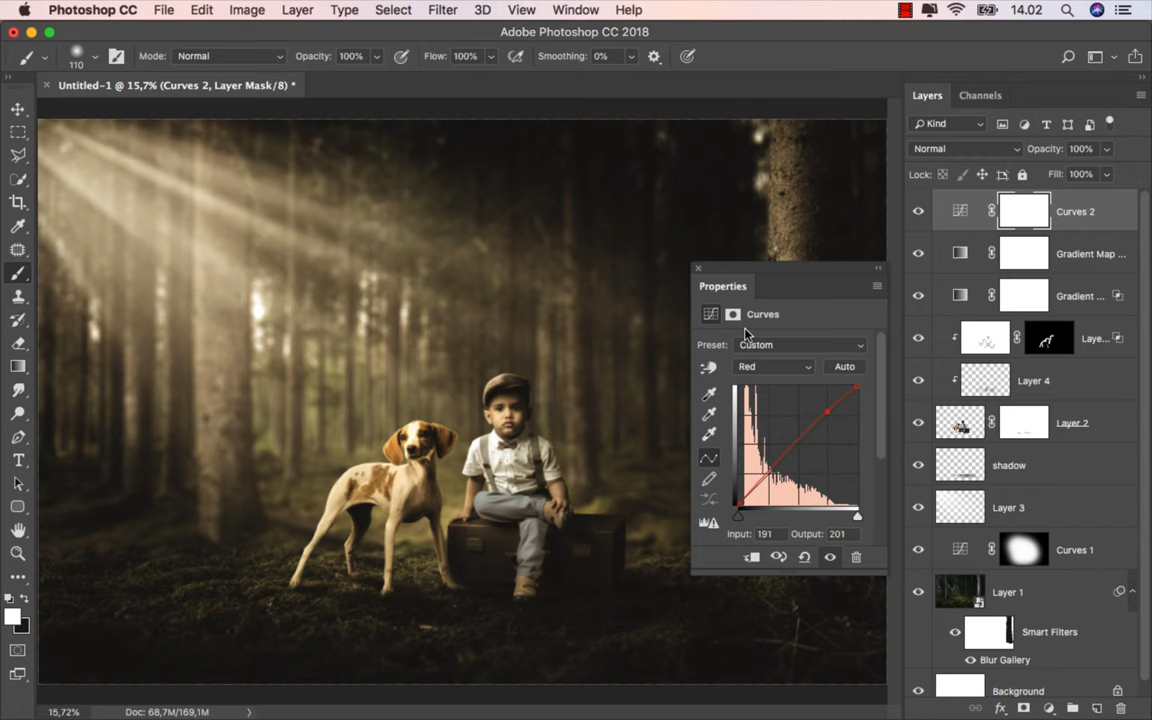 Photoshop CC File Edit Image Layer Type Select Filter 3D View Window Help 14.02
Adobe Photoshop CC 2018
110 Mode: Normal Opacity: 100% Flow: 100% Smoothing: 0%
Untitled-1 @ 15,7% (Curves 2, Layer Mask/8) *
Layers Channels
Kind
Normal Opacity: 100%
Lock: Fill: 100%
Curves 2
Gradient Map ...
Gradient ...
Laye...
Layer 4
Layer 2
shadow
Layer 3
Curves 1
Layer 1
Smart Filters
Blur Gallery
Background
Properties
Curves
Preset: Custom
Red Auto
Input: 191 Output: 201
15,72% Doc: 68,7M/169,1M